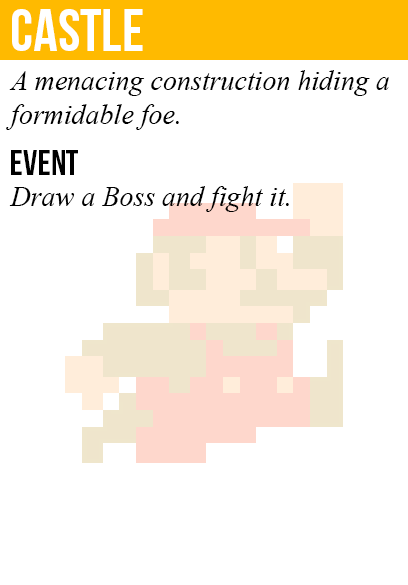 CASTLE
A menacing construction hiding a
formidable foe.
EVENT
Draw a Boss and fight it.